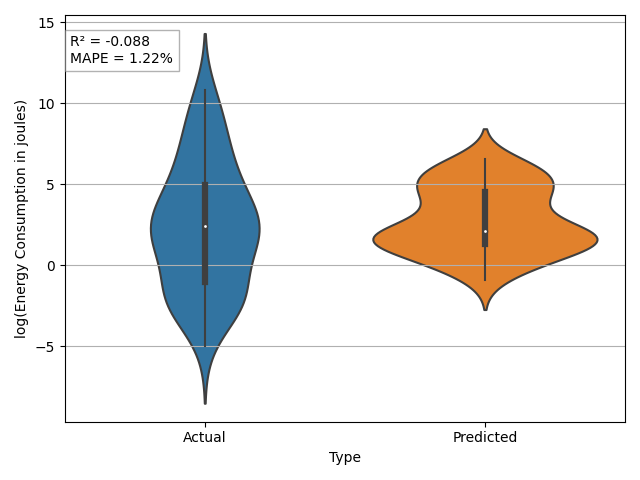 R² = -0.088
MAPE = 1.22%
15
10
5
0
−5
log(Energy Consumption in joules)
Actual
Predicted
Type